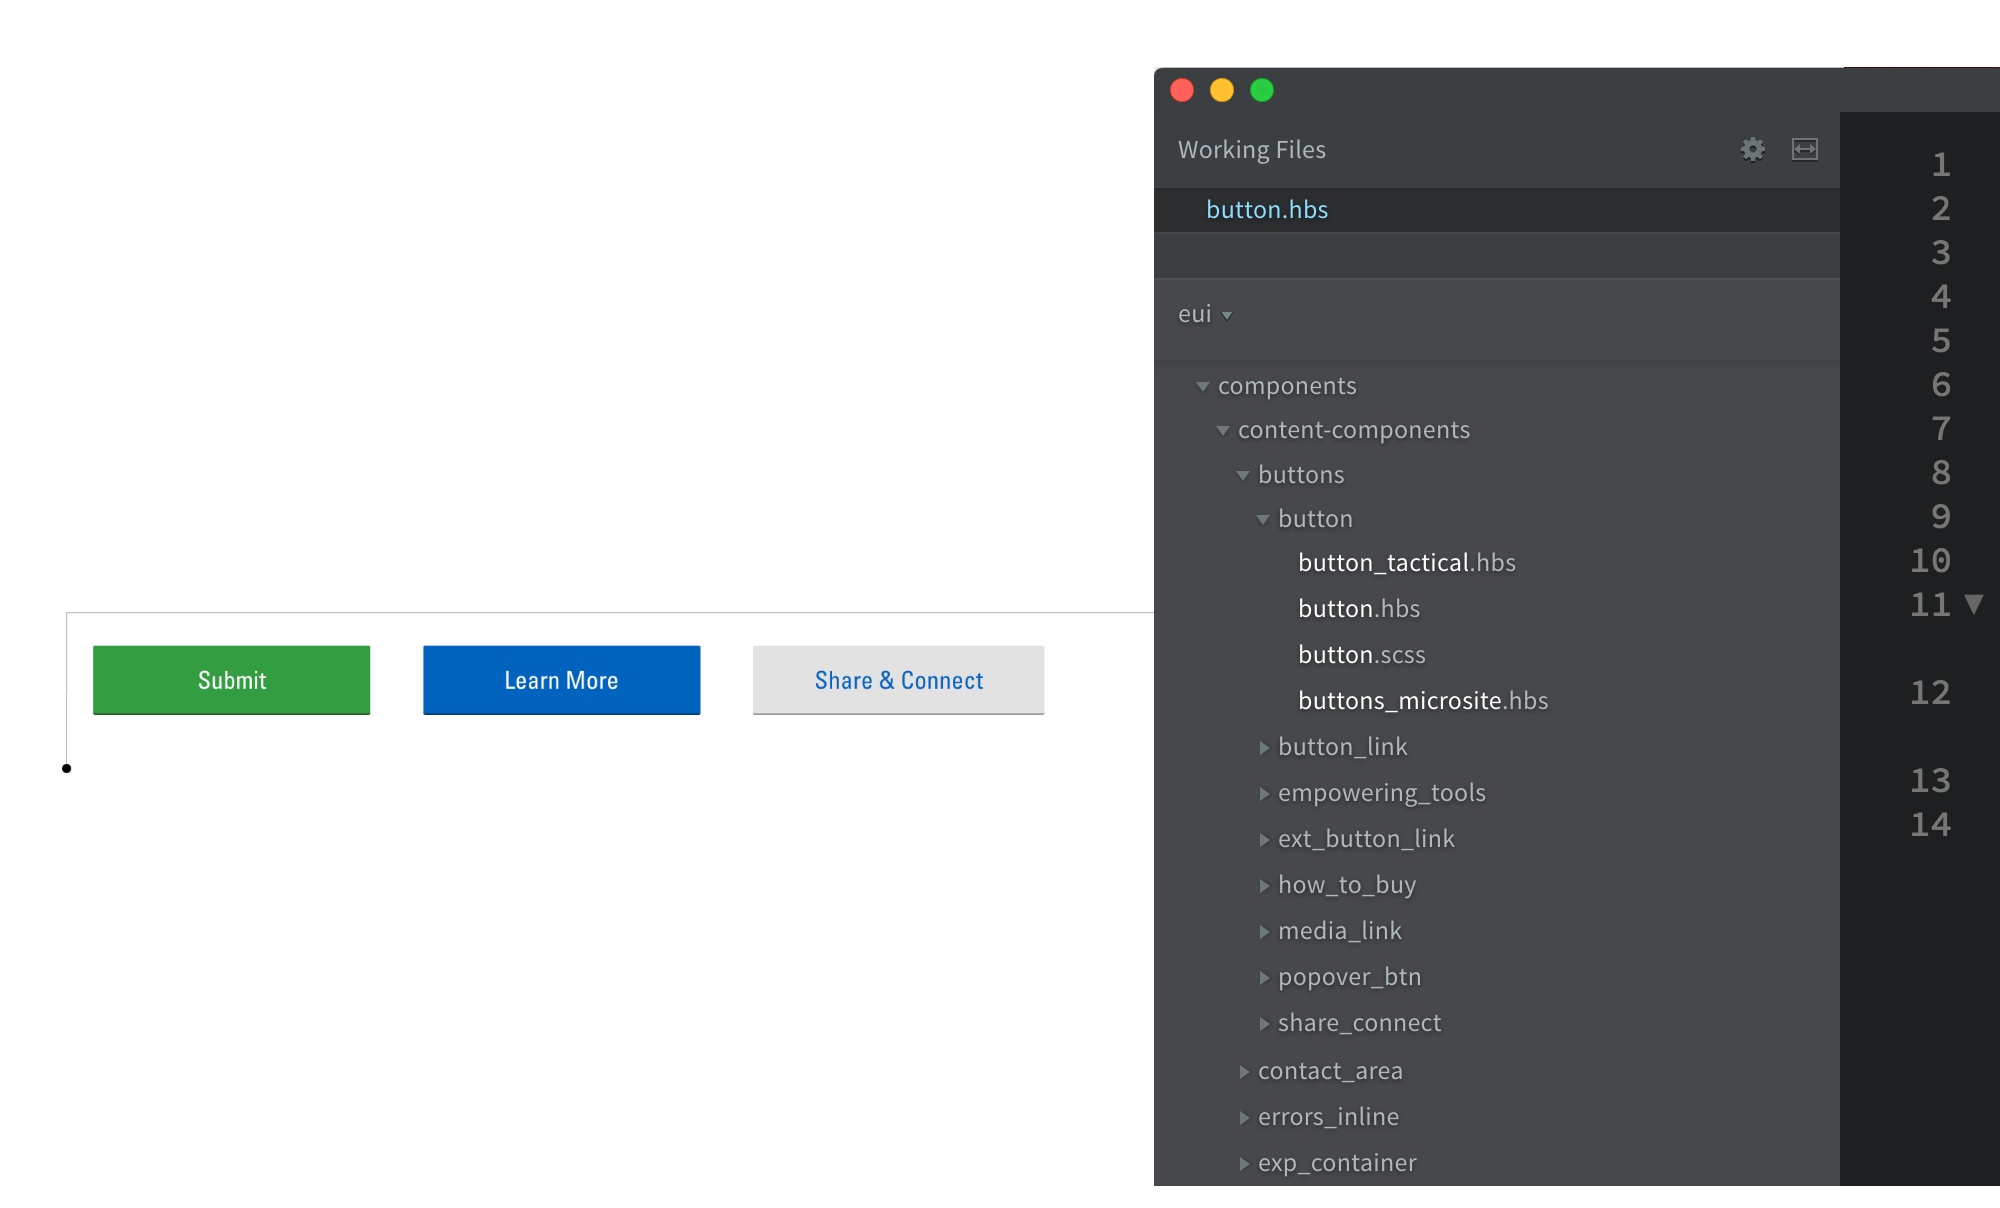 Submit
Learn More
Share & Connect
Working Files
button.hbs
eui
components
content-components
buttons
button
button_tactical.hbs
button.hbs
button.scss
buttons_microsite.hbs
button_link
empowering_tools
ext_button_link
how_to_buy
media_link
popover_btn
share_connect
contact_area
errors_inline
exp_container
1
2
3
4
5
6
7
8
9
10
11
12
13
14